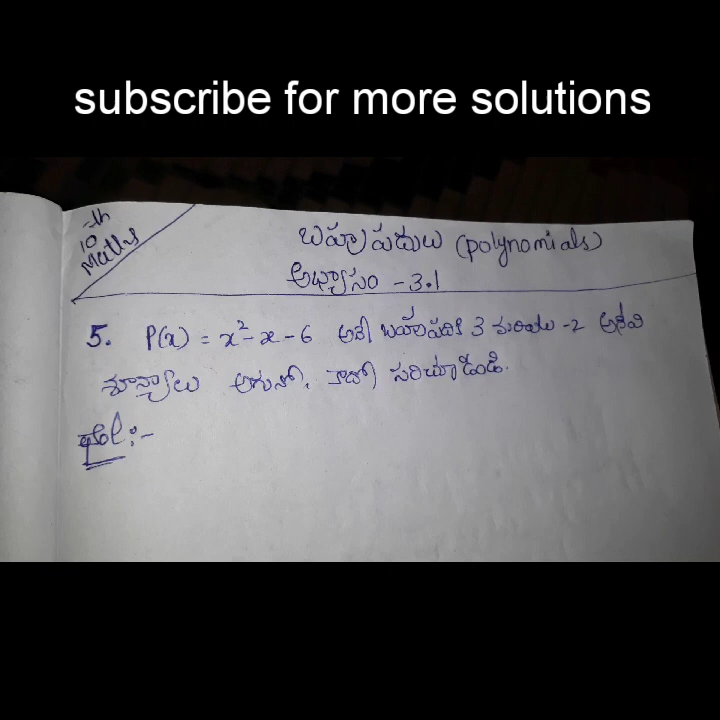 subscribe for more solutions
10th
Maths
బహుపదులు (polynomials)
అభ్యాసం - 3.1
5. P(x) = x² - x - 6 అనే బహుపదికి 3 మరియు -2 అనేవి
శూన్యాలు అగునో, కాదో సరిచూడండి.